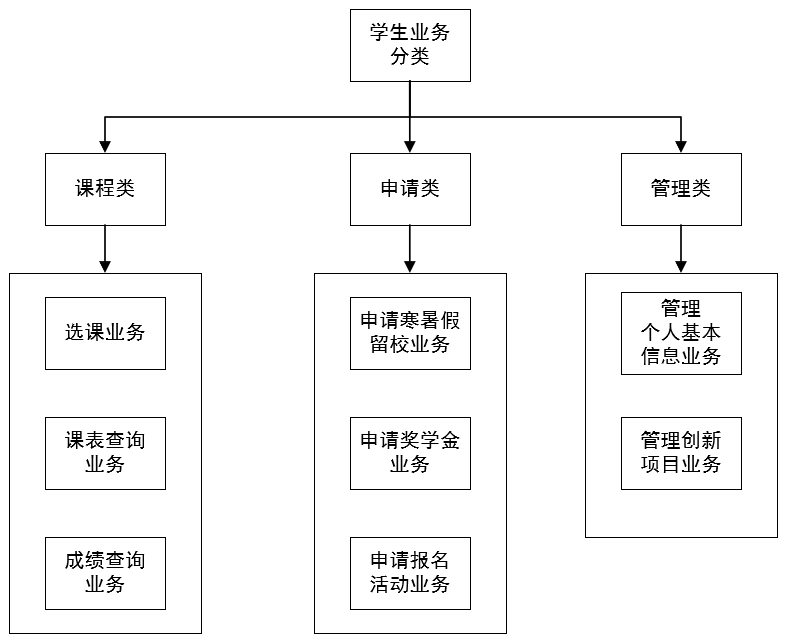 学生业务
分类
课程类
申请类
管理类
选课业务
课表查询
业务
成绩查询
业务
申请寒暑假
留校业务
申请奖学金
业务
申请报名
活动业务
管理
个人基本
信息业务
管理创新
项目业务